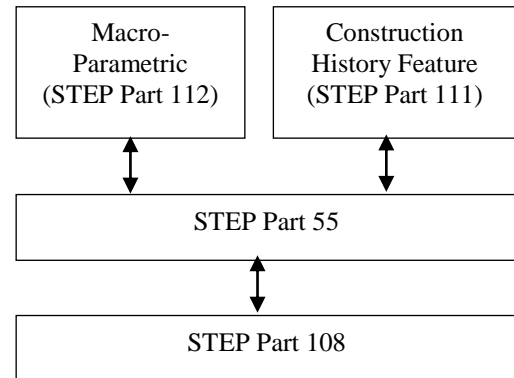 Macro-
Parametric
(STEP Part 112)
Construction
History Feature
(STEP Part 111)
STEP Part 55
STEP Part 108